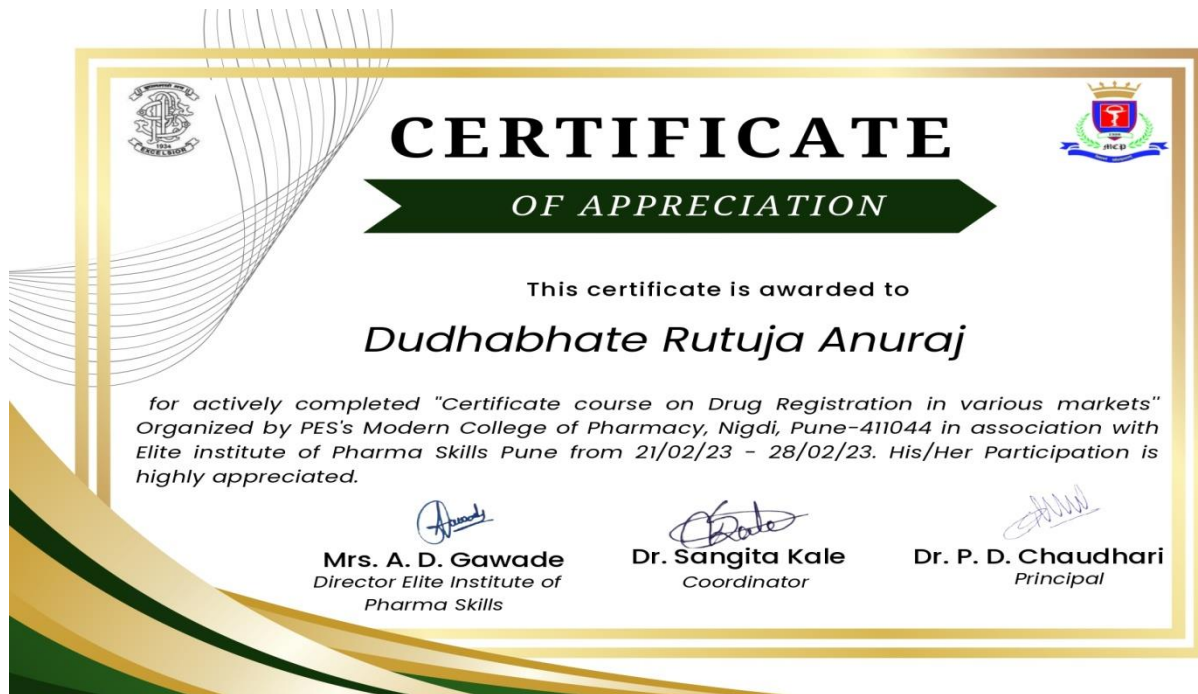 1934
EXCELSIOR
MCP
CERTIFICATE
OF APPRECIATION
This certificate is awarded to
Dudhabhate Rutuja Anuraj
for actively completed "Certificate course on Drug Registration in various markets"
Organized by PES's Modern College of Pharmacy, Nigdi, Pune-411044 in association with
Elite institute of Pharma Skills Pune from 21/02/23 - 28/02/23. His/Her Participation is
highly appreciated.
Mrs. A. D. Gawade
Director Elite Institute of
Pharma Skills
Dr. Sangita Kale
Coordinator
Dr. P. D. Chaudhari
Principal